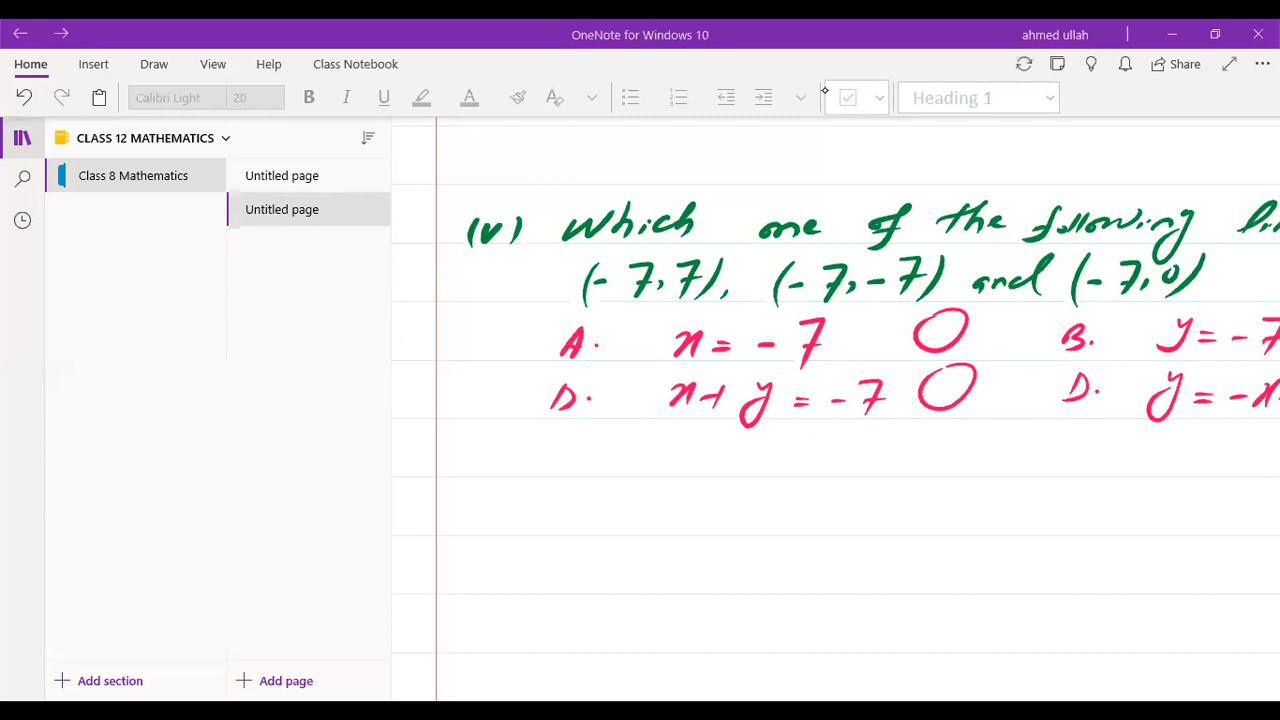 OneNote for Windows 10
ahmed ullah
Home Insert Draw View Help Class Notebook
Share
Calibri Light 20 B I U A Heading 1
CLASS 12 MATHEMATICS
Class 8 Mathematics
Untitled page
Untitled page
(v) Which one of the following
(-7,7), (-7,-7) and (-7,0)
A. x = -7 B. y = -7
D. x+y = -7 D. y = -x
Add section
Add page